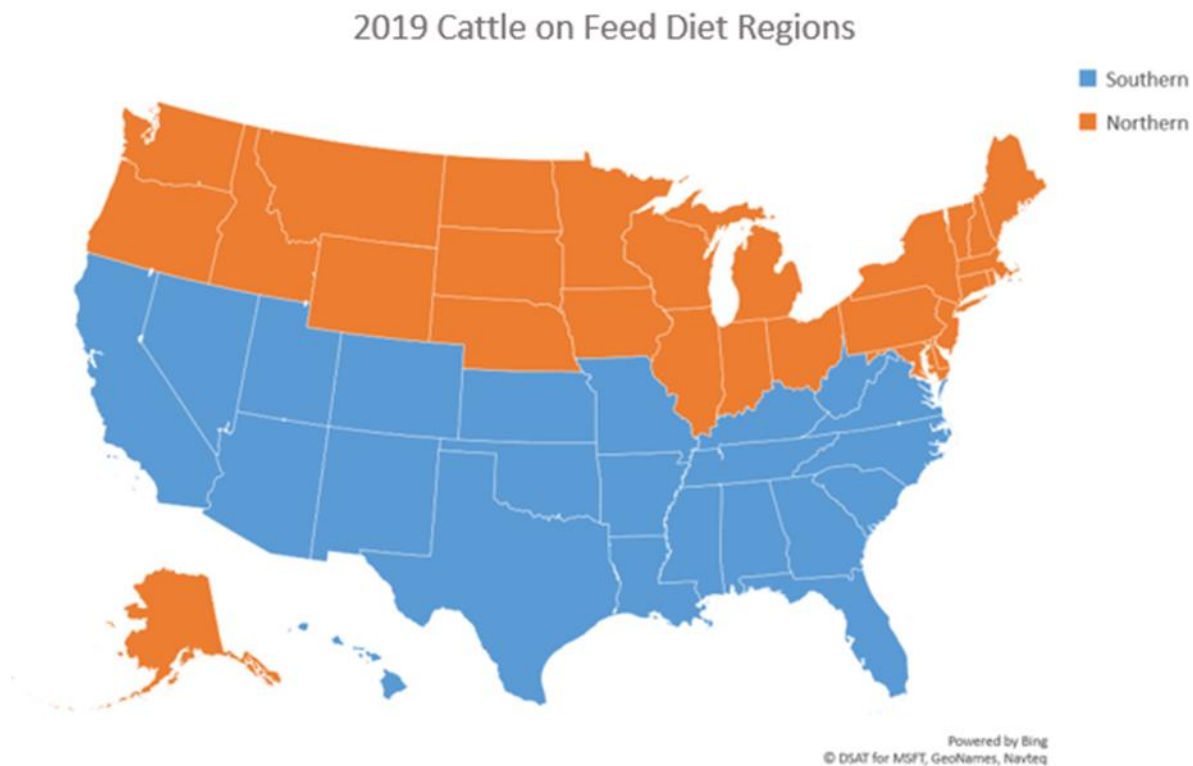 2019 Cattle on Feed Diet Regions
Southern
Northern
Powered by Bing
© DSAT for MSFT, GeoNames, Navteq